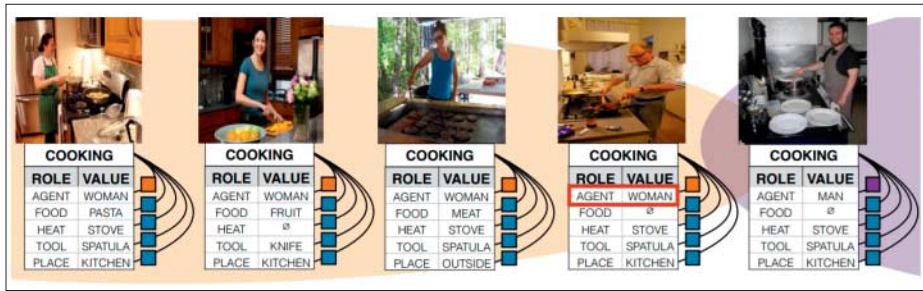 COOKING
ROLE VALUE
AGENT WOMAN
FOOD PASTA
HEAT STOVE
TOOL SPATULA
PLACE KITCHEN
COOKING
ROLE VALUE
AGENT WOMAN
FOOD FRUIT
HEAT ∅
TOOL KNIFE
PLACE KITCHEN
COOKING
ROLE VALUE
AGENT WOMAN
FOOD MEAT
HEAT STOVE
TOOL SPATULA
PLACE OUTSIDE
COOKING
ROLE VALUE
AGENT WOMAN
FOOD ∅
HEAT STOVE
TOOL SPATULA
PLACE KITCHEN
COOKING
ROLE VALUE
AGENT MAN
FOOD ∅
HEAT STOVE
TOOL SPATULA
PLACE KITCHEN